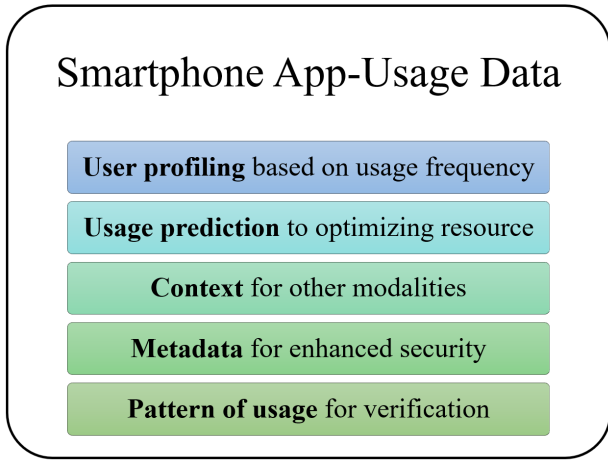 Smartphone App-Usage Data
User profiling based on usage frequency
Usage prediction to optimizing resource
Context for other modalities
Metadata for enhanced security
Pattern of usage for verification